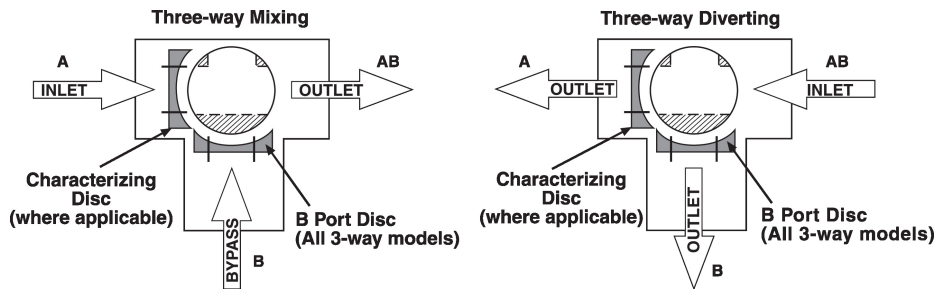 Three-way Mixing
A
AB
INLET
OUTLET
Characterizing
Disc
(where applicable)
BYPASS
B
B Port Disc
(All 3-way models)
Three-way Diverting
A
AB
OUTLET
INLET
Characterizing
Disc
(where applicable)
OUTLET
B
B Port Disc
(All 3-way models)